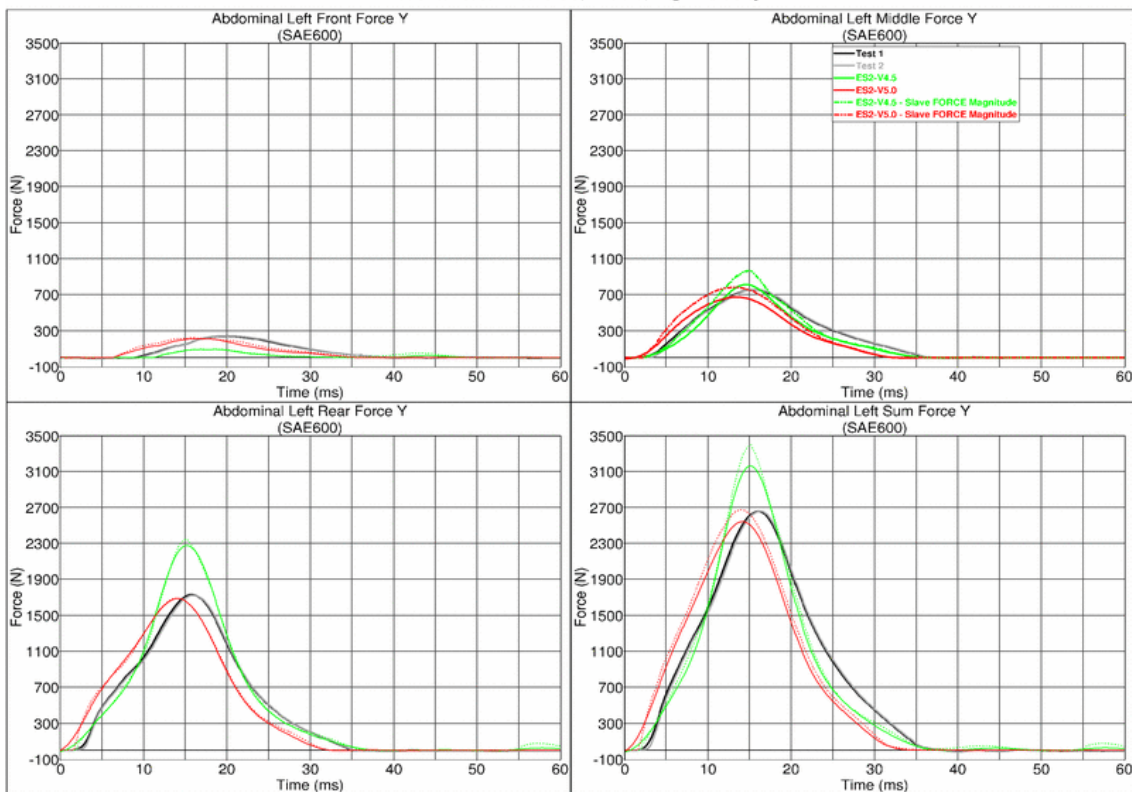 Abdominal Left Front Force Y
(SAE600)
3500
3100
2700
2300
1900
1500
1100
700
300
-100
Force (N)
0 10 20 30 40 50 60
Time (ms)
Abdominal Left Middle Force Y
(SAE600)
Test 1
Test 2
ES2-V4.5
ES2-V5.0
ES2-V4.5 - Slave FORCE Magnitude
ES2-V5.0 - Slave FORCE Magnitude
3500
3100
2700
2300
1900
1500
1100
700
300
-100
Force (N)
0 10 20 30 40 50 60
Time (ms)
Abdominal Left Rear Force Y
(SAE600)
3500
3100
2700
2300
1900
1500
1100
700
300
-100
Force (N)
0 10 20 30 40 50 60
Time (ms)
Abdominal Left Sum Force Y
(SAE600)
3500
3100
2700
2300
1900
1500
1100
700
300
-100
Force (N)
0 10 20 30 40 50 60
Time (ms)